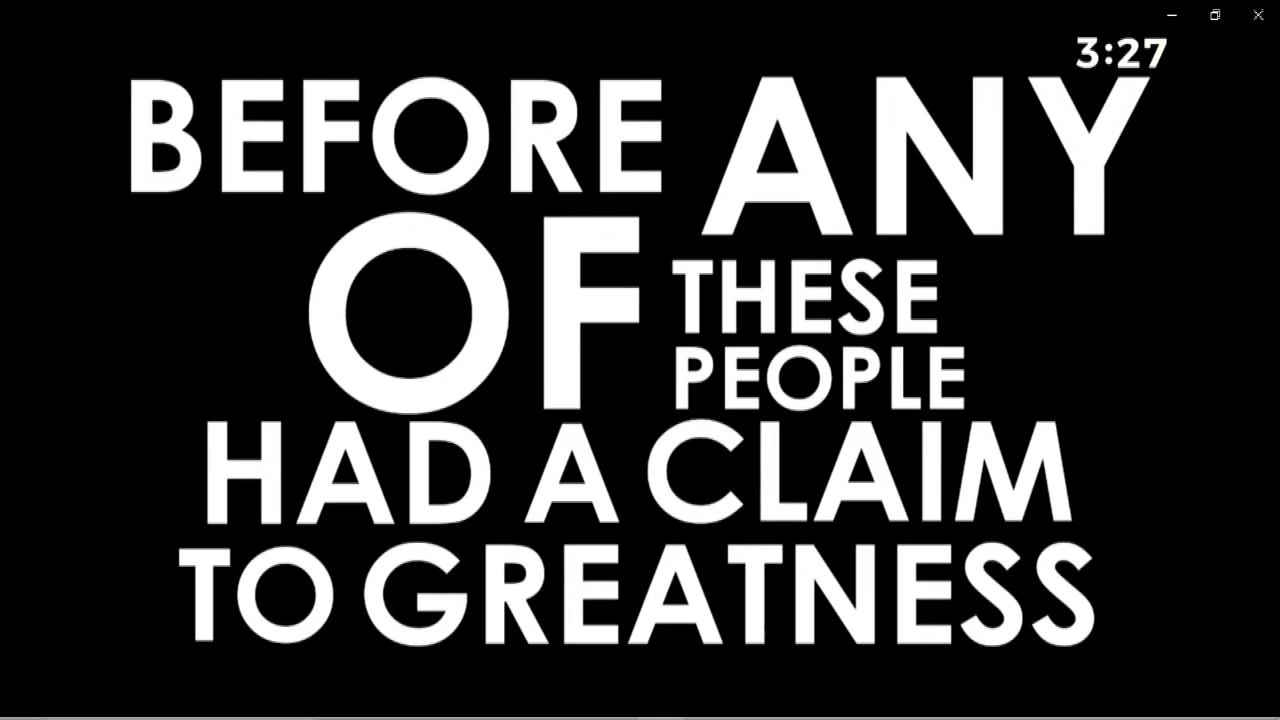 3:27
BEFORE ANY
OF THESE
PEOPLE
HAD A CLAIM
TO GREATNESS